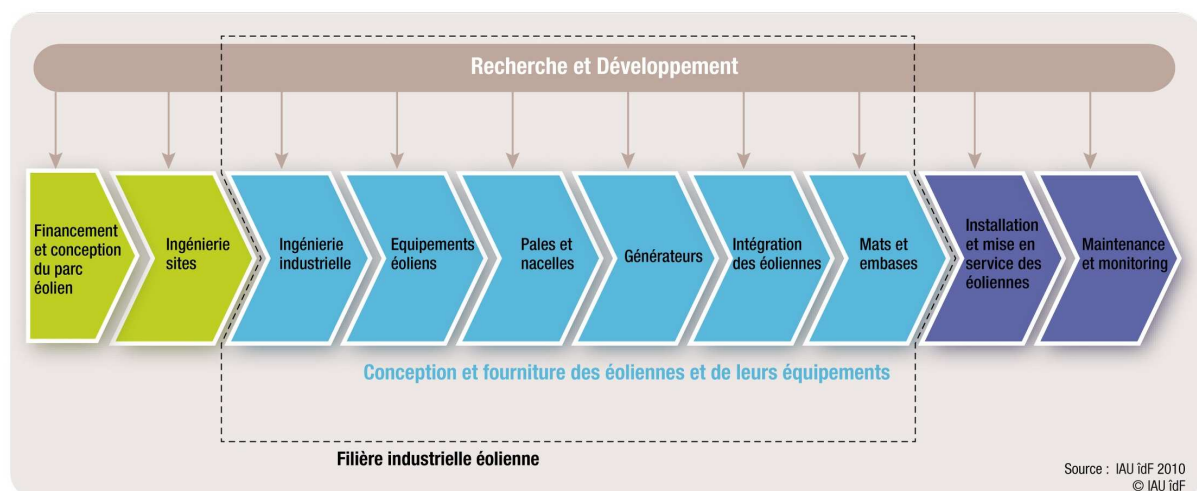 Recherche et Développement
Financement
et conception
du parc
éolien
Ingénierie
sites
Ingénierie
industrielle
Equipements
éoliens
Pales et
nacelles
Générateurs
Intégration
des éoliennes
Mats et
embases
Installation
et mise en
service des
éoliennes
Maintenance
et monitoring
Conception et fourniture des éoliennes et de leurs équipements
Filière industrielle éolienne
Source : IAU îdF 2010
© IAU îdF